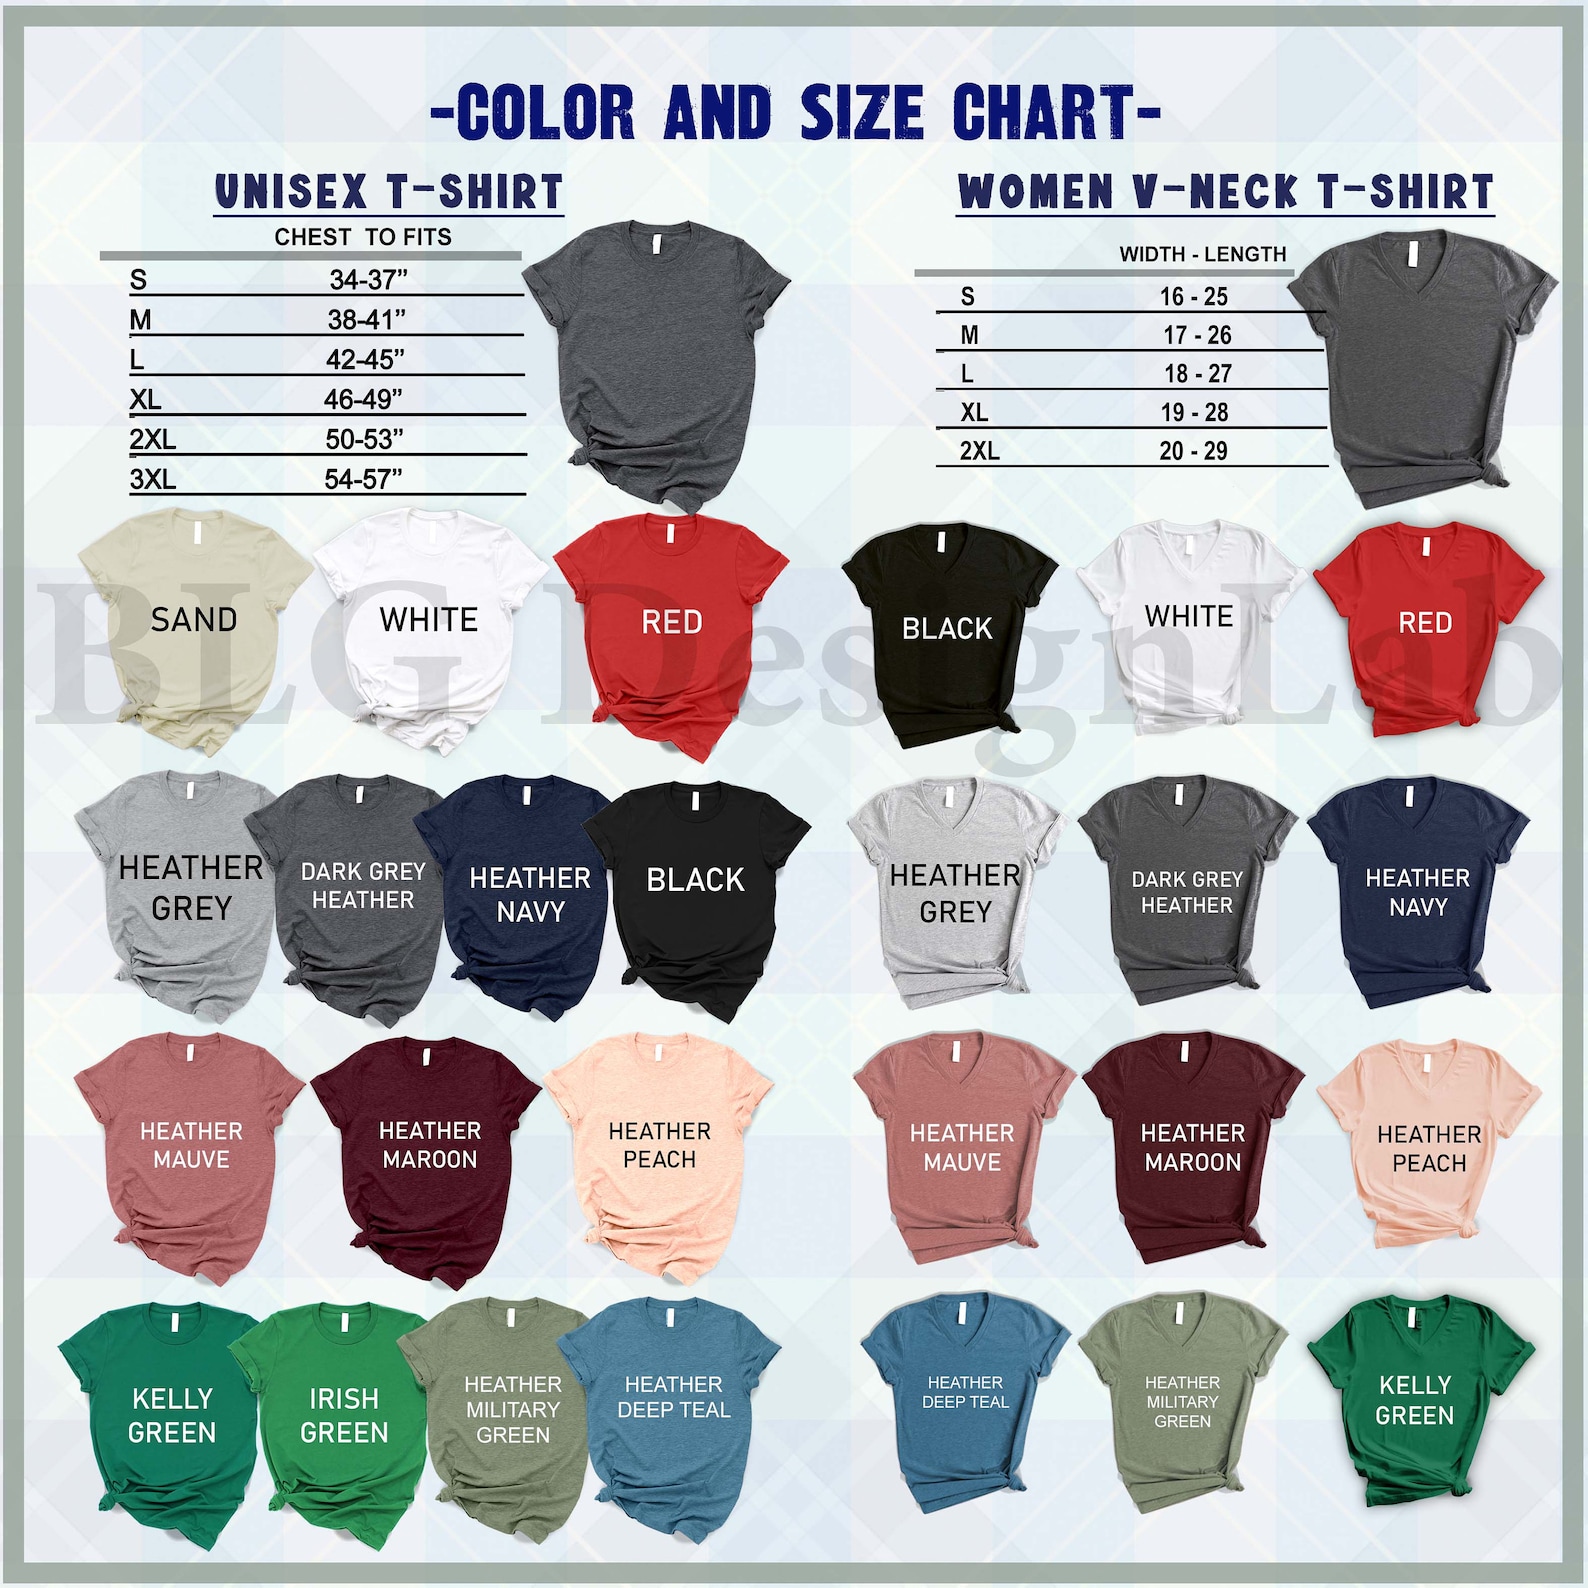 -COLOR AND SIZE CHART-
UNISEX T-SHIRT
CHEST TO FITS
S 34-37”
M 38-41”
L 42-45”
XL 46-49”
2XL 50-53”
3XL 54-57”
WOMEN V-NECK T-SHIRT
WIDTH - LENGTH
S 16 - 25
M 17 - 26
L 18 - 27
XL 19 - 28
2XL 20 - 29
BLG DesignLab
SAND
WHITE
RED
HEATHER
GREY
DARK GREY
HEATHER
HEATHER
NAVY
BLACK
HEATHER
MAUVE
HEATHER
MAROON
HEATHER
PEACH
KELLY
GREEN
IRISH
GREEN
HEATHER
MILITARY
GREEN
HEATHER
DEEP TEAL
BLACK
WHITE
RED
HEATHER
GREY
DARK GREY
HEATHER
HEATHER
NAVY
HEATHER
MAUVE
HEATHER
MAROON
HEATHER
PEACH
HEATHER
DEEP TEAL
HEATHER
MILITARY
GREEN
KELLY
GREEN